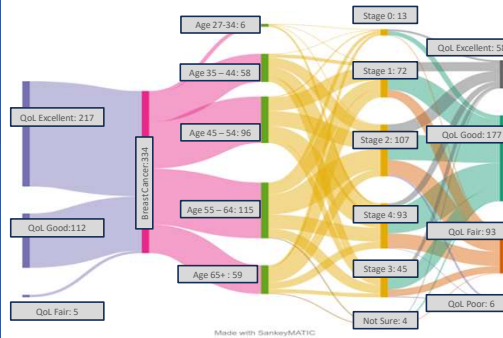 QoL Excellent: 217
QoL Good:112
QoL Fair: 5
BreastCancer:334
Age 27-34: 6
Age 35 – 44: 58
Age 45 – 54: 96
Age 55 – 64: 115
Age 65+ : 59
Stage 0: 13
Stage 1: 72
Stage 2: 107
Stage 4: 93
Stage 3: 45
Not Sure: 4
QoL Excellent: 58
QoL Good: 177
QoL Fair: 93
QoL Poor: 6
Made with SankeyMATIC